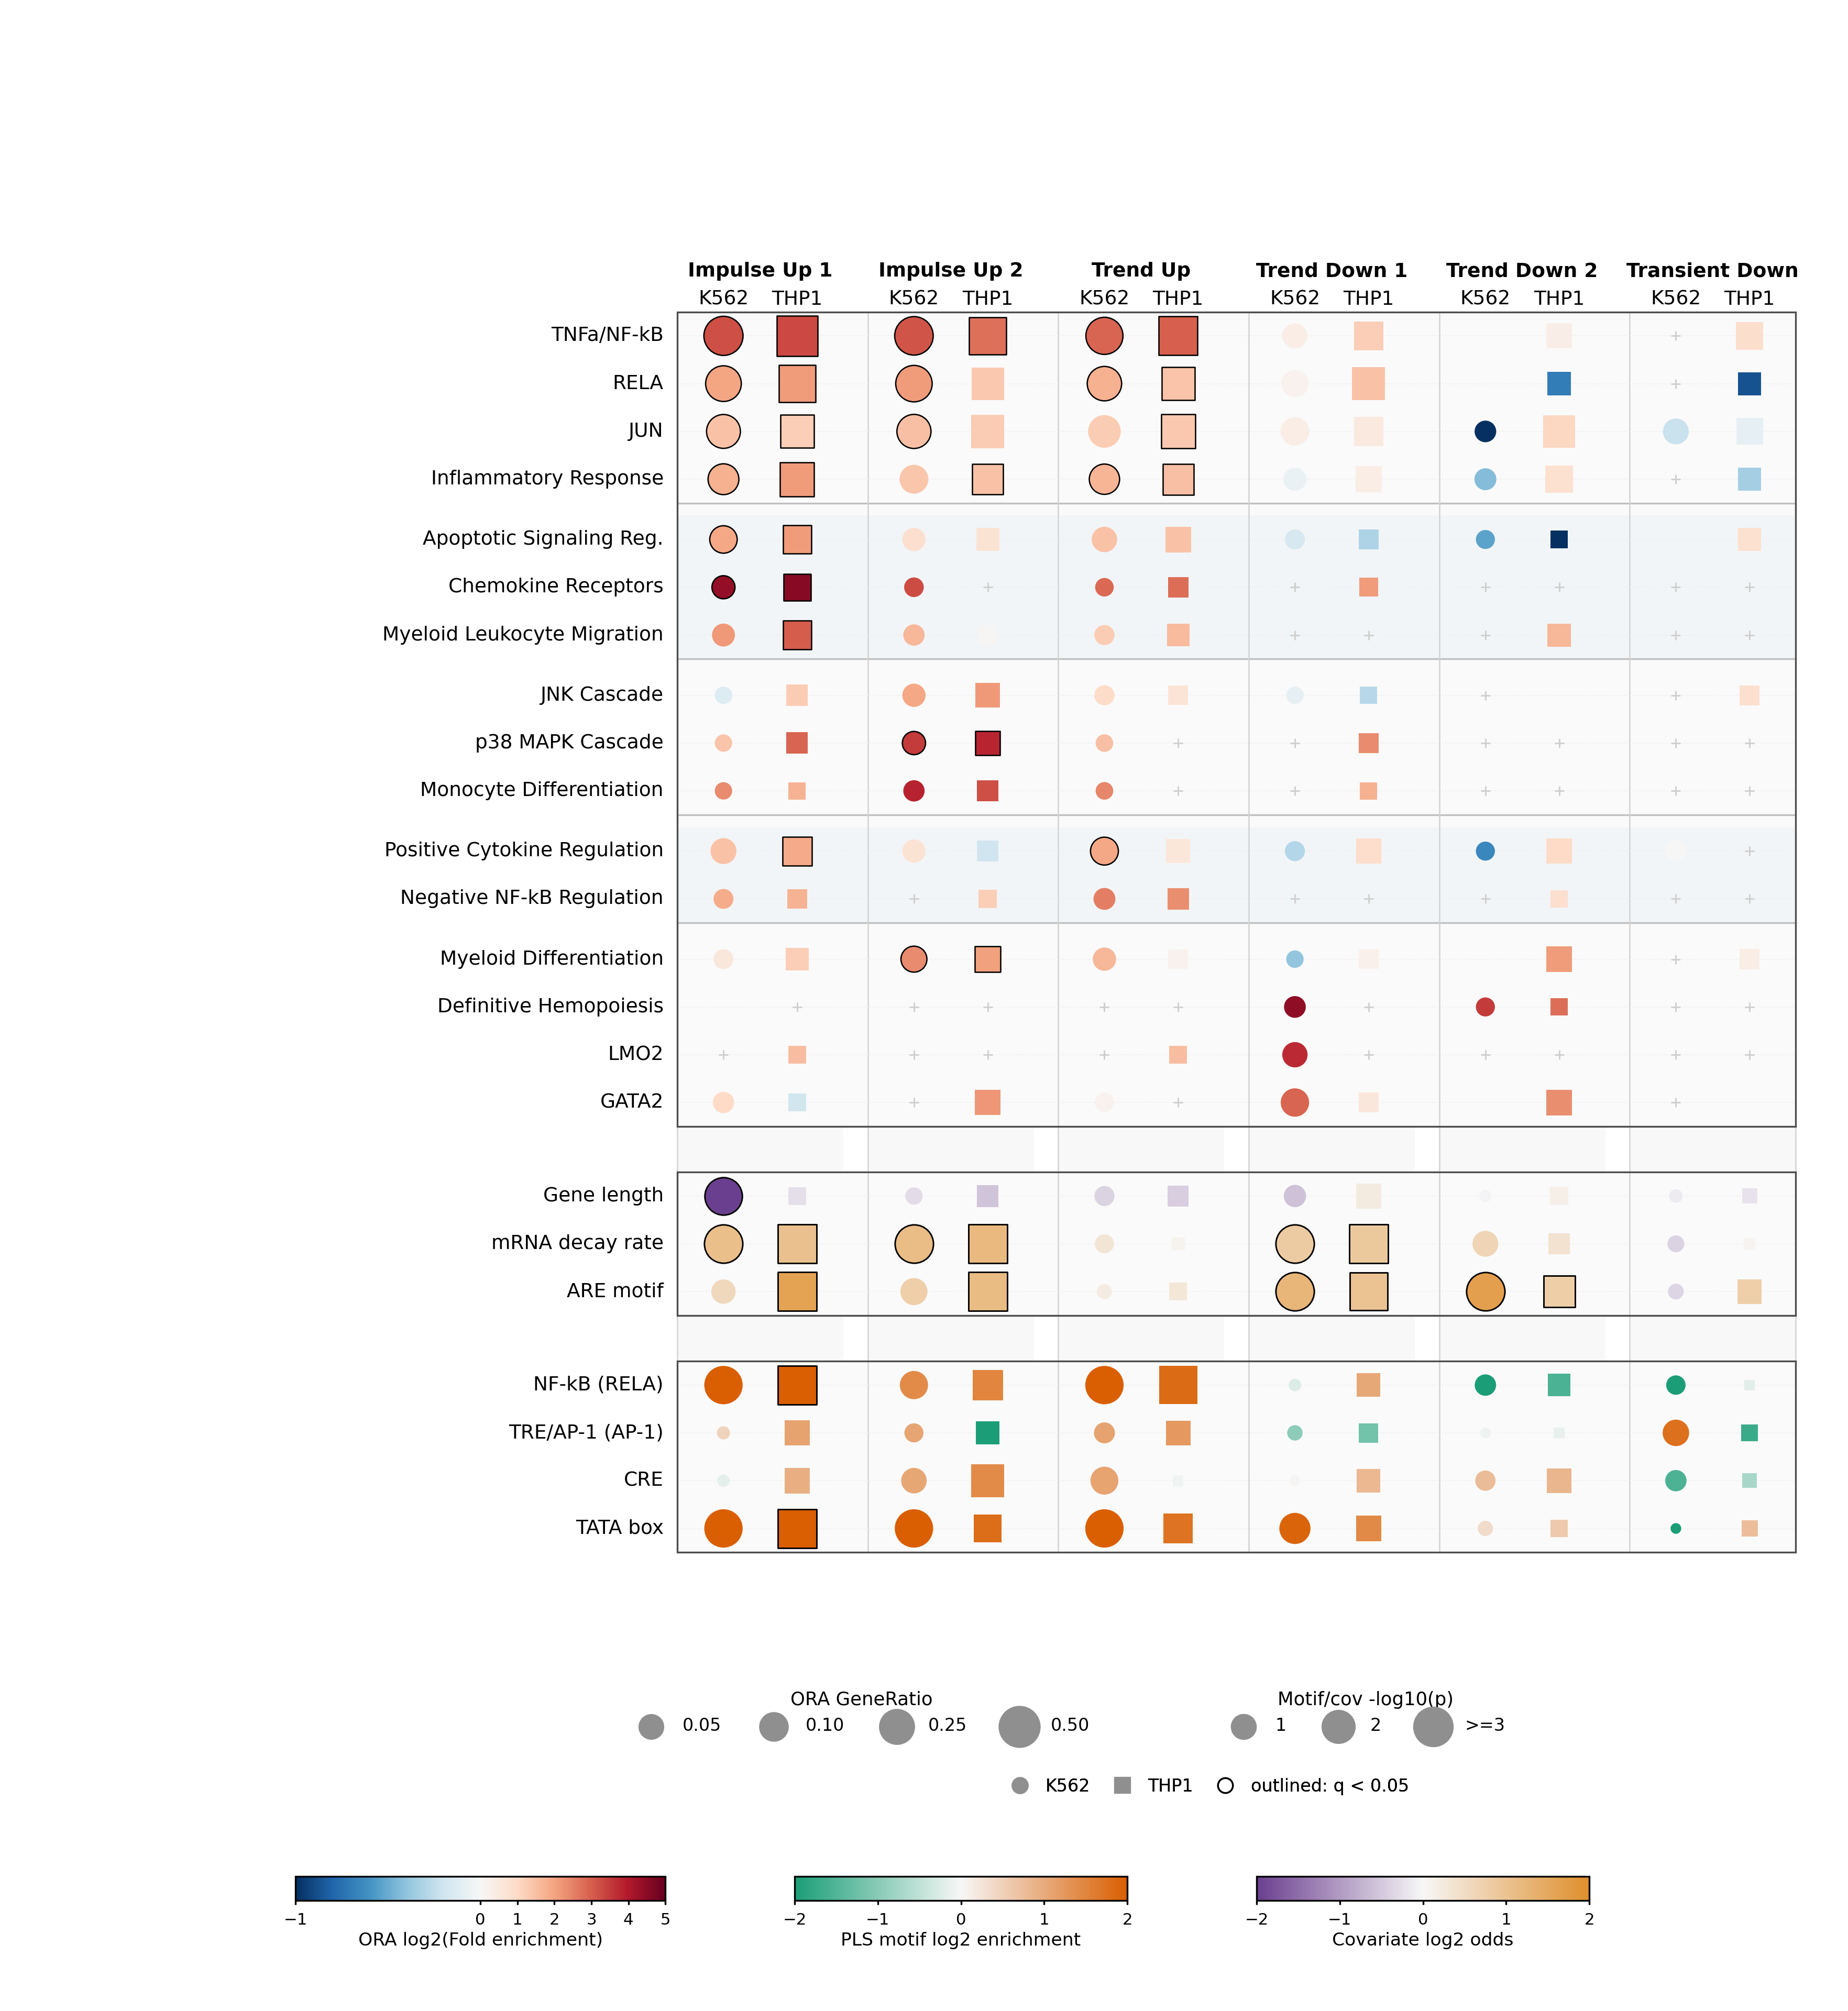 Impulse Up 1 Impulse Up 2 Trend Up Trend Down 1 Trend Down 2 Transient Down
K562 THP1 K562 THP1 K562 THP1 K562 THP1 K562 THP1 K562 THP1
TNFa/NF-kB
RELA
JUN
Inflammatory Response
Apoptotic Signaling Reg.
Chemokine Receptors
Myeloid Leukocyte Migration
JNK Cascade
p38 MAPK Cascade
Monocyte Differentiation
Positive Cytokine Regulation
Negative NF-kB Regulation
Myeloid Differentiation
Definitive Hemopoiesis
LMO2
GATA2
Gene length
mRNA decay rate
ARE motif
NF-kB (RELA)
TRE/AP-1 (AP-1)
CRE
TATA box
ORA GeneRatio Motif/cov -log10(p)
0.05 0.10 0.25 0.50 1 2 >=3
K562 THP1 outlined: q < 0.05
−1 0 1 2 3 4 5 −2 −1 0 1 2 −2 −1 0 1 2
ORA log2(Fold enrichment) PLS motif log2 enrichment Covariate log2 odds